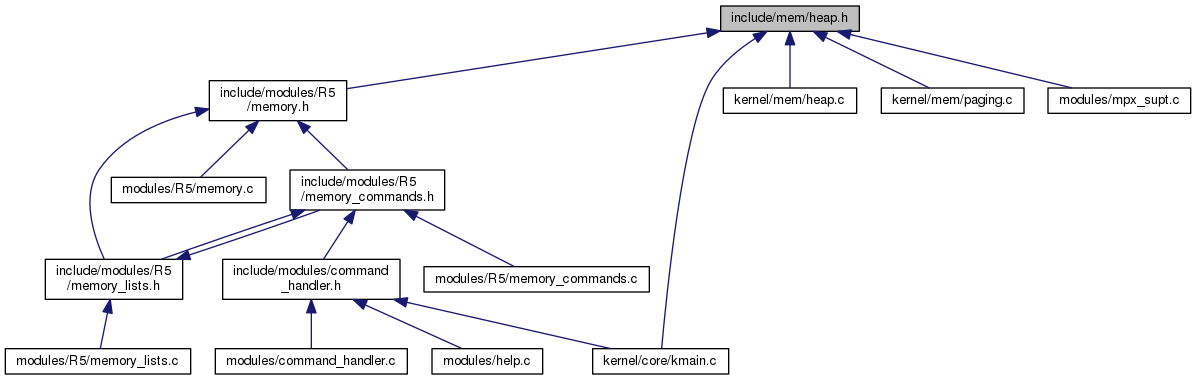 include/mem/heap.h
include/modules/R5
/memory.h
kernel/mem/heap.c
kernel/mem/paging.c
modules/mpx_supt.c
modules/R5/memory.c
include/modules/R5
/memory_commands.h
include/modules/R5
/memory_lists.h
include/modules/command
_handler.h
modules/R5/memory_commands.c
modules/R5/memory_lists.c
modules/command_handler.c
modules/help.c
kernel/core/kmain.c